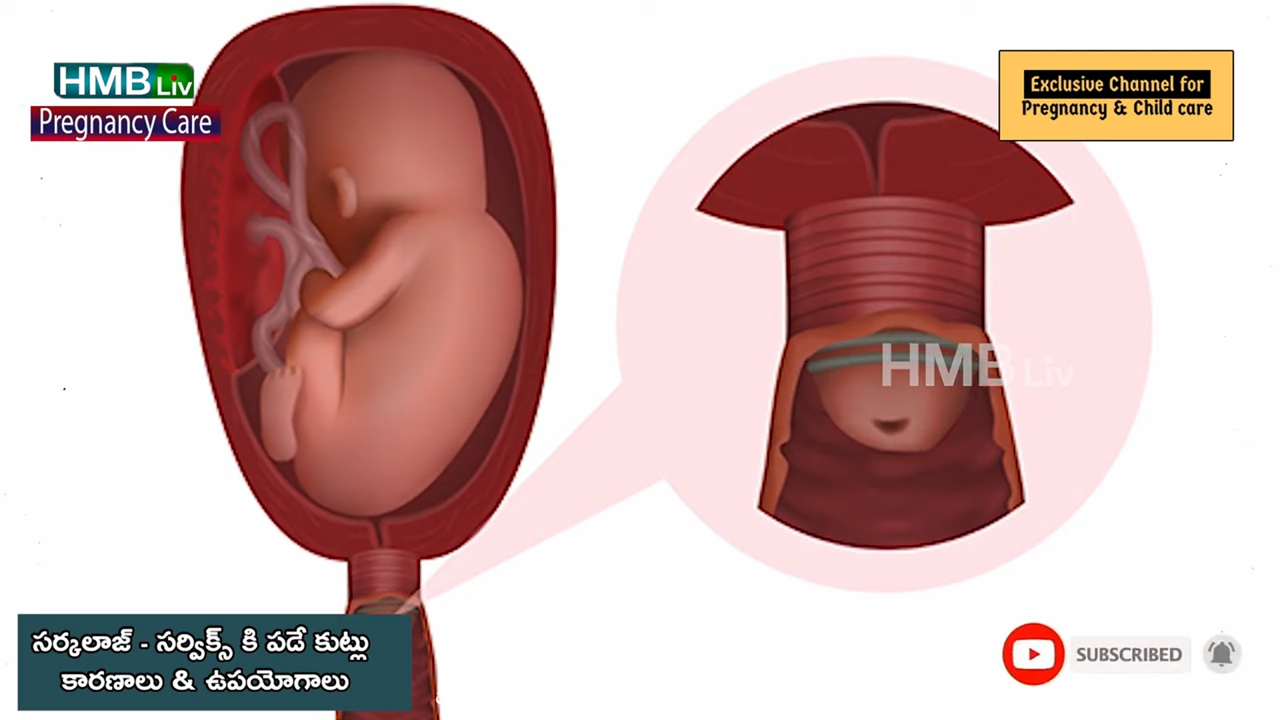 HMB Liv
Pregnancy Care
Exclusive Channel for
Pregnancy & Child care
HMB Liv
సర్కలాజ్ - సర్విక్స్ కి పడే కుట్లు
కారణాలు & ఉపయోగాలు
SUBSCRIBED